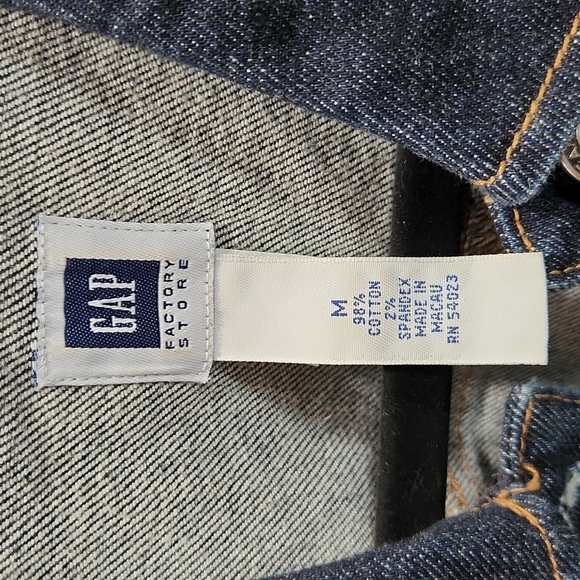 GAP
FACTORY
STORE
M
98%
COTTON
2%
SPANDEX
MADE IN
MACAU
RN 54023